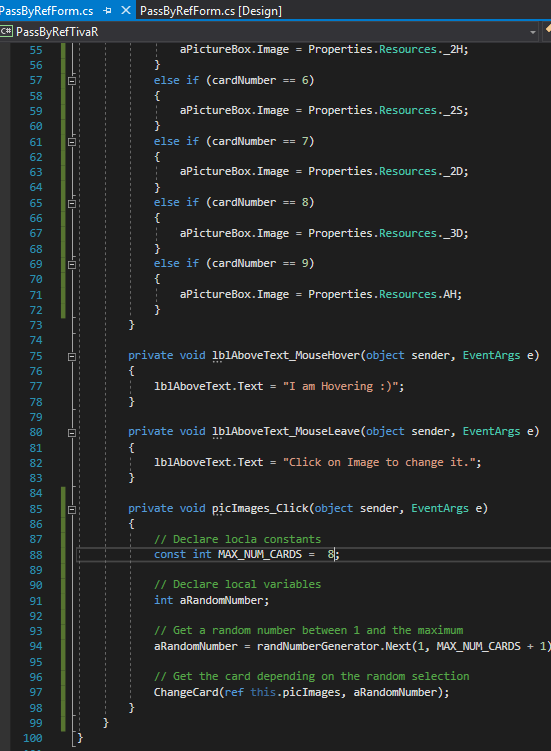 PassByRefForm.cs PassByRefForm.cs [Design]
C# PassByRefTivaR
55 aPictureBox.Image = Properties.Resources._2H;
56 }
57 else if (cardNumber == 6)
58 {
59 aPictureBox.Image = Properties.Resources._2S;
60 }
61 else if (cardNumber == 7)
62 {
63 aPictureBox.Image = Properties.Resources._2D;
64 }
65 else if (cardNumber == 8)
66 {
67 aPictureBox.Image = Properties.Resources._3D;
68 }
69 else if (cardNumber == 9)
70 {
71 aPictureBox.Image = Properties.Resources.AH;
72 }
73 }
74
75 private void lblAboveText_MouseHover(object sender, EventArgs e)
76 {
77 lblAboveText.Text = "I am Hovering :)";
78 }
79
80 private void lblAboveText_MouseLeave(object sender, EventArgs e)
81 {
82 lblAboveText.Text = "Click on Image to change it.";
83 }
84
85 private void picImages_Click(object sender, EventArgs e)
86 {
87 // Declare locla constants
88 const int MAX_NUM_CARDS =  8;
89
90 // Declare local variables
91 int aRandomNumber;
92
93 // Get a random number between 1 and the maximum
94 aRandomNumber = randNumberGenerator.Next(1, MAX_NUM_CARDS + 1)
95
96 // Get the card depending on the random selection
97 ChangeCard(ref this.picImages, aRandomNumber);
98 }
99 }
100 }